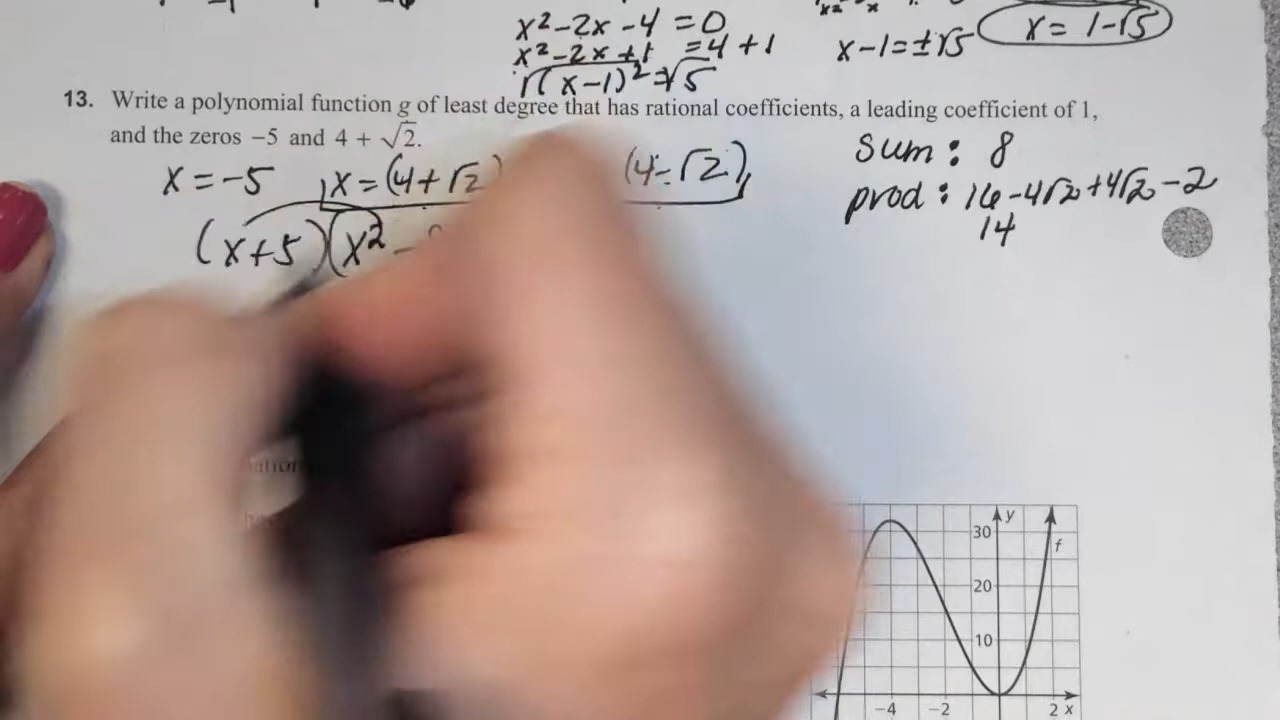 x²-2x-4=0
x²-2x+1=4+1
√(x-1)²=√5
x-1=±√5
x=1-√5
13. Write a polynomial function g of least degree that has rational coefficients, a leading coefficient of 1,
and the zeros −5 and 4 + √2.
x=-5 x=(4+√2) (4-√2)
(x+5)(x² -
sum: 8
prod: 16-4√2+4√2-2
14
y
30
f
20
10
−4 −2 2 x